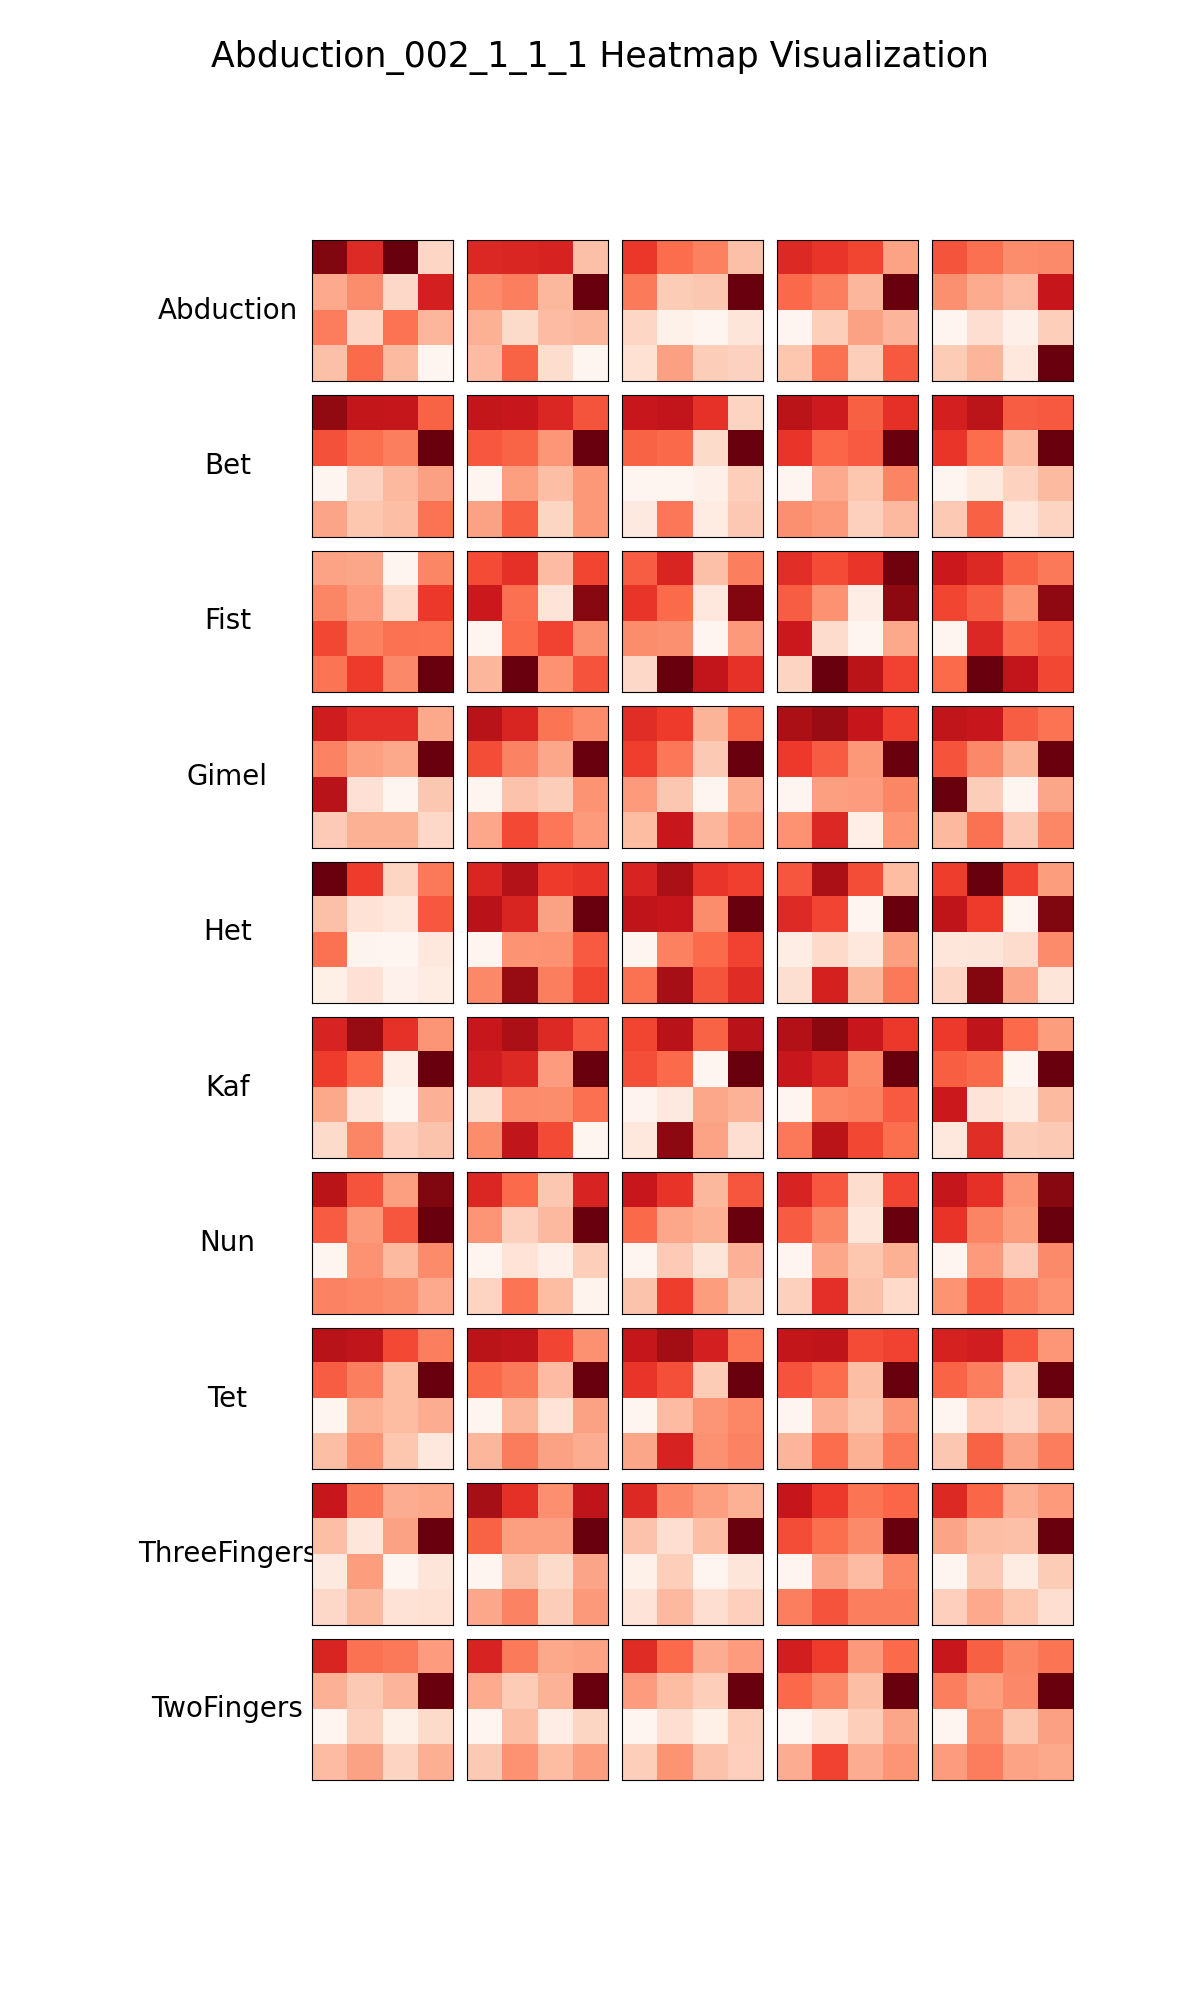 Abduction_002_1_1_1 Heatmap Visualization
Abduction
Bet
Fist
Gimel
Het
Kaf
Nun
Tet
ThreeFingers
TwoFingers